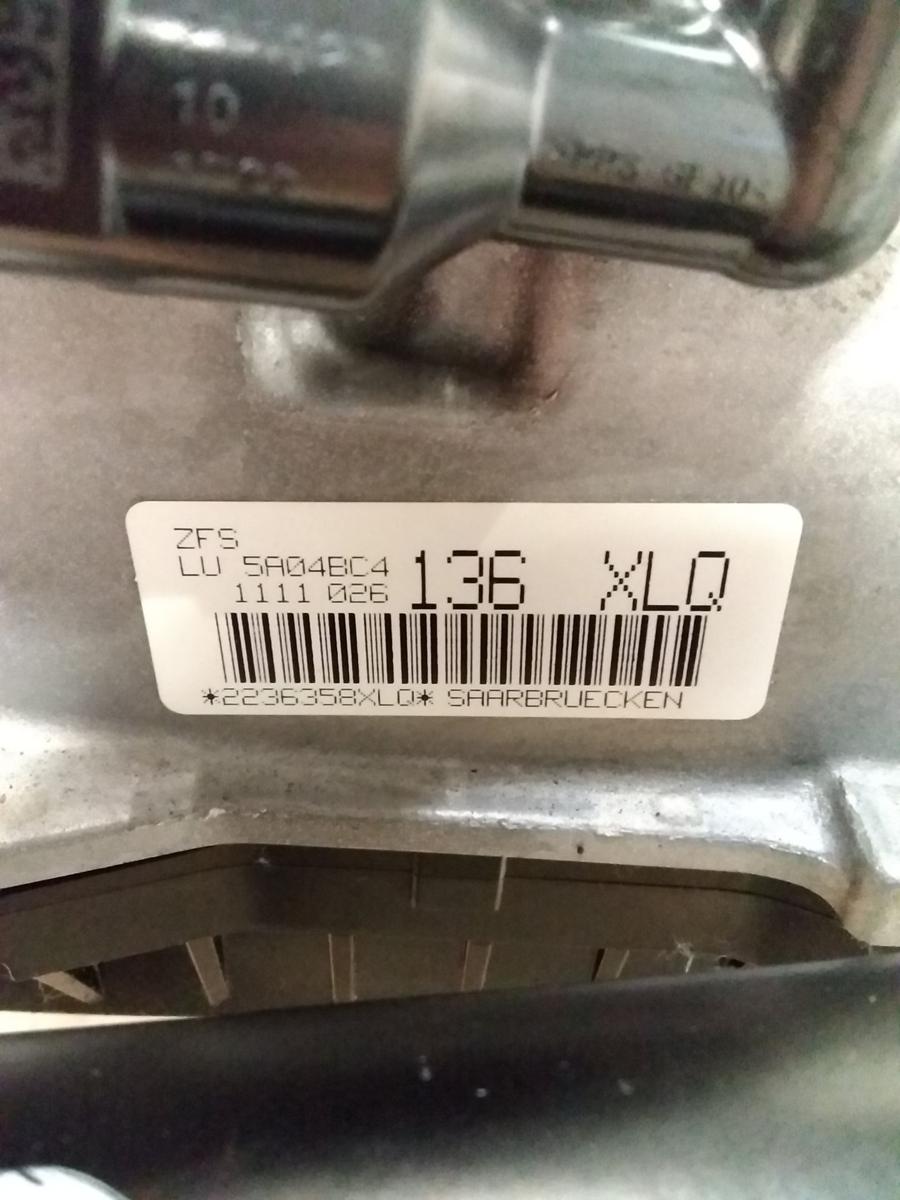 10
ZFS
LU 5A04BC4
1111 026
136 XLQ
*2236358XLQ* SAARBRUECKEN